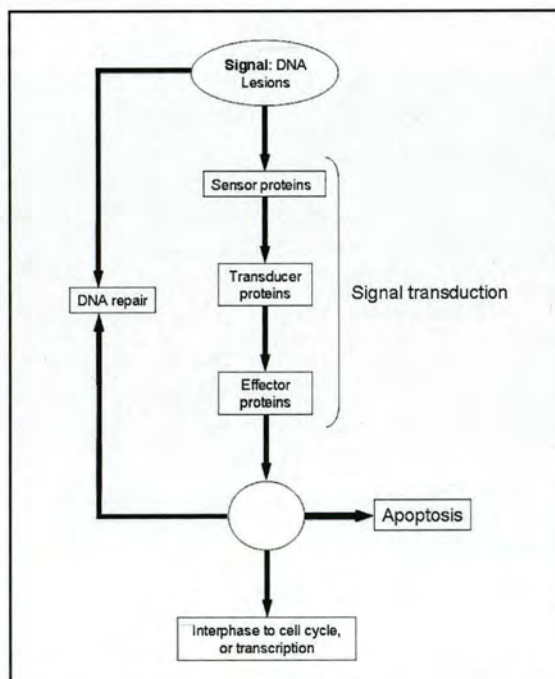 Signal: DNA
Lesions
Sensor proteins
Transducer
proteins
DNA repair
Signal transduction
Effector
proteins
Apoptosis
Interphase to cell cycle,
or transcription